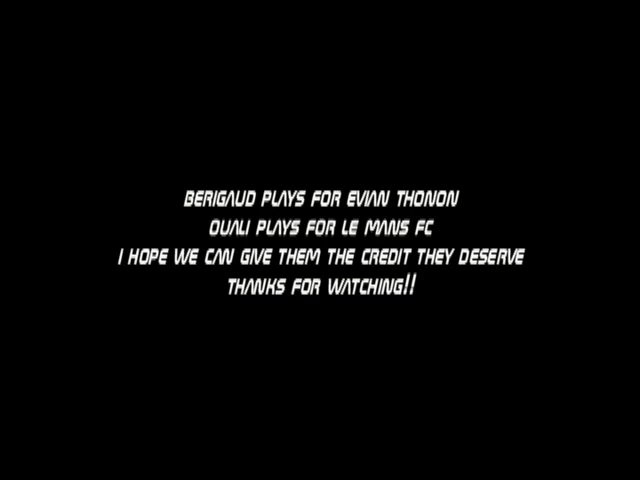 BERIGAUD PLAYS FOR EVIAN THONON
OUALI PLAYS FOR LE MANS FC
I HOPE WE CAN GIVE THEM THE CREDIT THEY DESERVE
THANKS FOR WATCHING!!